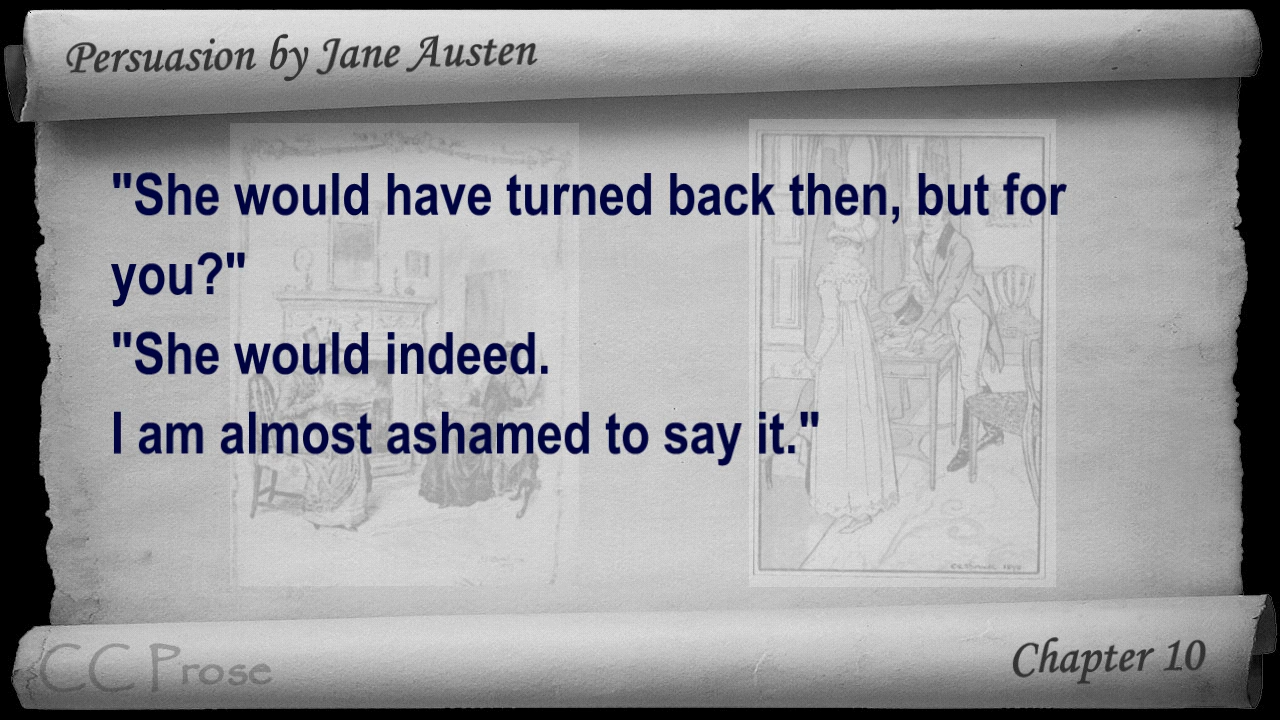 Persuasion by Jane Austen
"She would have turned back then, but for
you?"
"She would indeed.
I am almost ashamed to say it."
CC Prose
Chapter 10